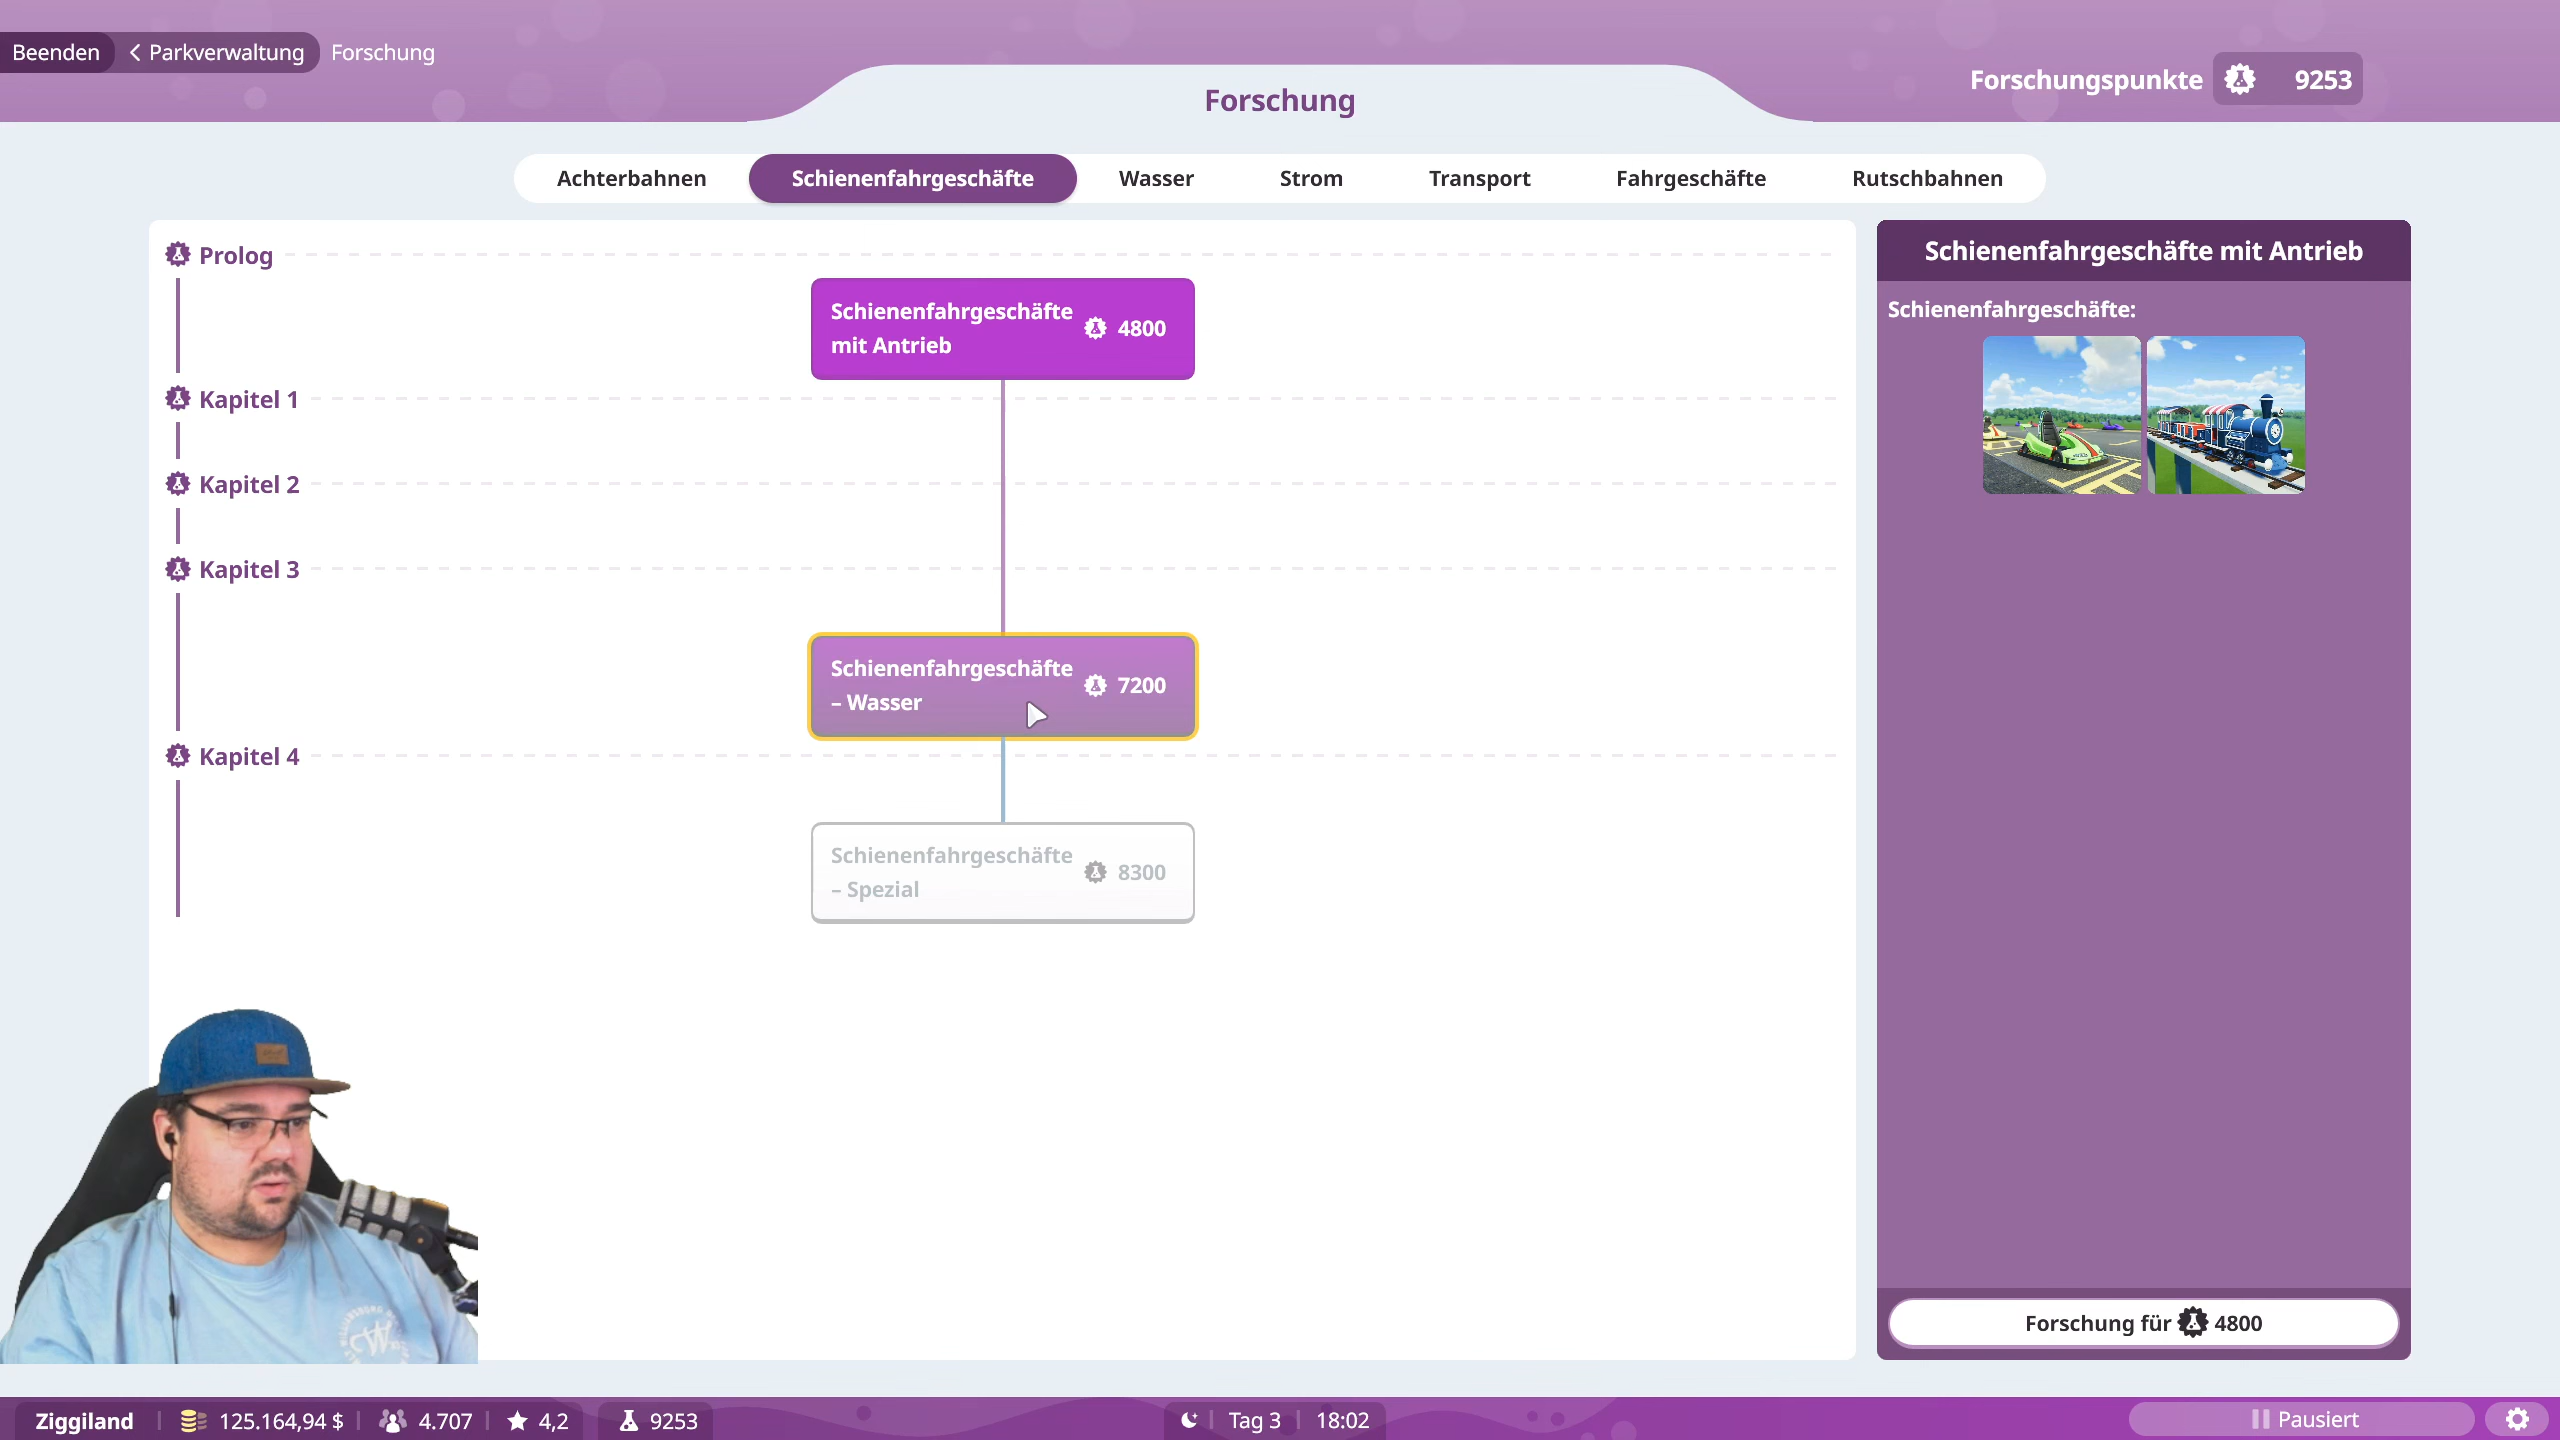 Beenden
Parkverwaltung
Forschung
Forschungspunkte 9253
Forschung
Achterbahnen
Schienenfahrgeschäfte
Wasser
Strom
Transport
Fahrgeschäfte
Rutschbahnen
Prolog
Schienenfahrgeschäfte
mit Antrieb
4800
Kapitel 1
Kapitel 2
Kapitel 3
Schienenfahrgeschäfte
– Wasser
7200
Kapitel 4
Schienenfahrgeschäfte
– Spezial
8300
Schienenfahrgeschäfte mit Antrieb
Schienenfahrgeschäfte:
Forschung für 4800
Ziggiland
125.164,94 $
4.707
4,2
9253
Tag 3
18:02
Pausiert